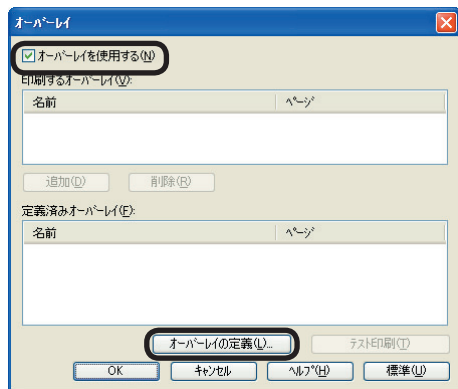 オーバーレイ
オーバーレイを使用する(N)
印刷するオーバーレイ(V):
名前 ページ
追加(D) 削除(R)
定義済みオーバーレイ(F):
名前 ページ
オーバーレイの定義(L)... テスト印刷(T)
OK キャンセル ヘルプ(H) 標準(U)